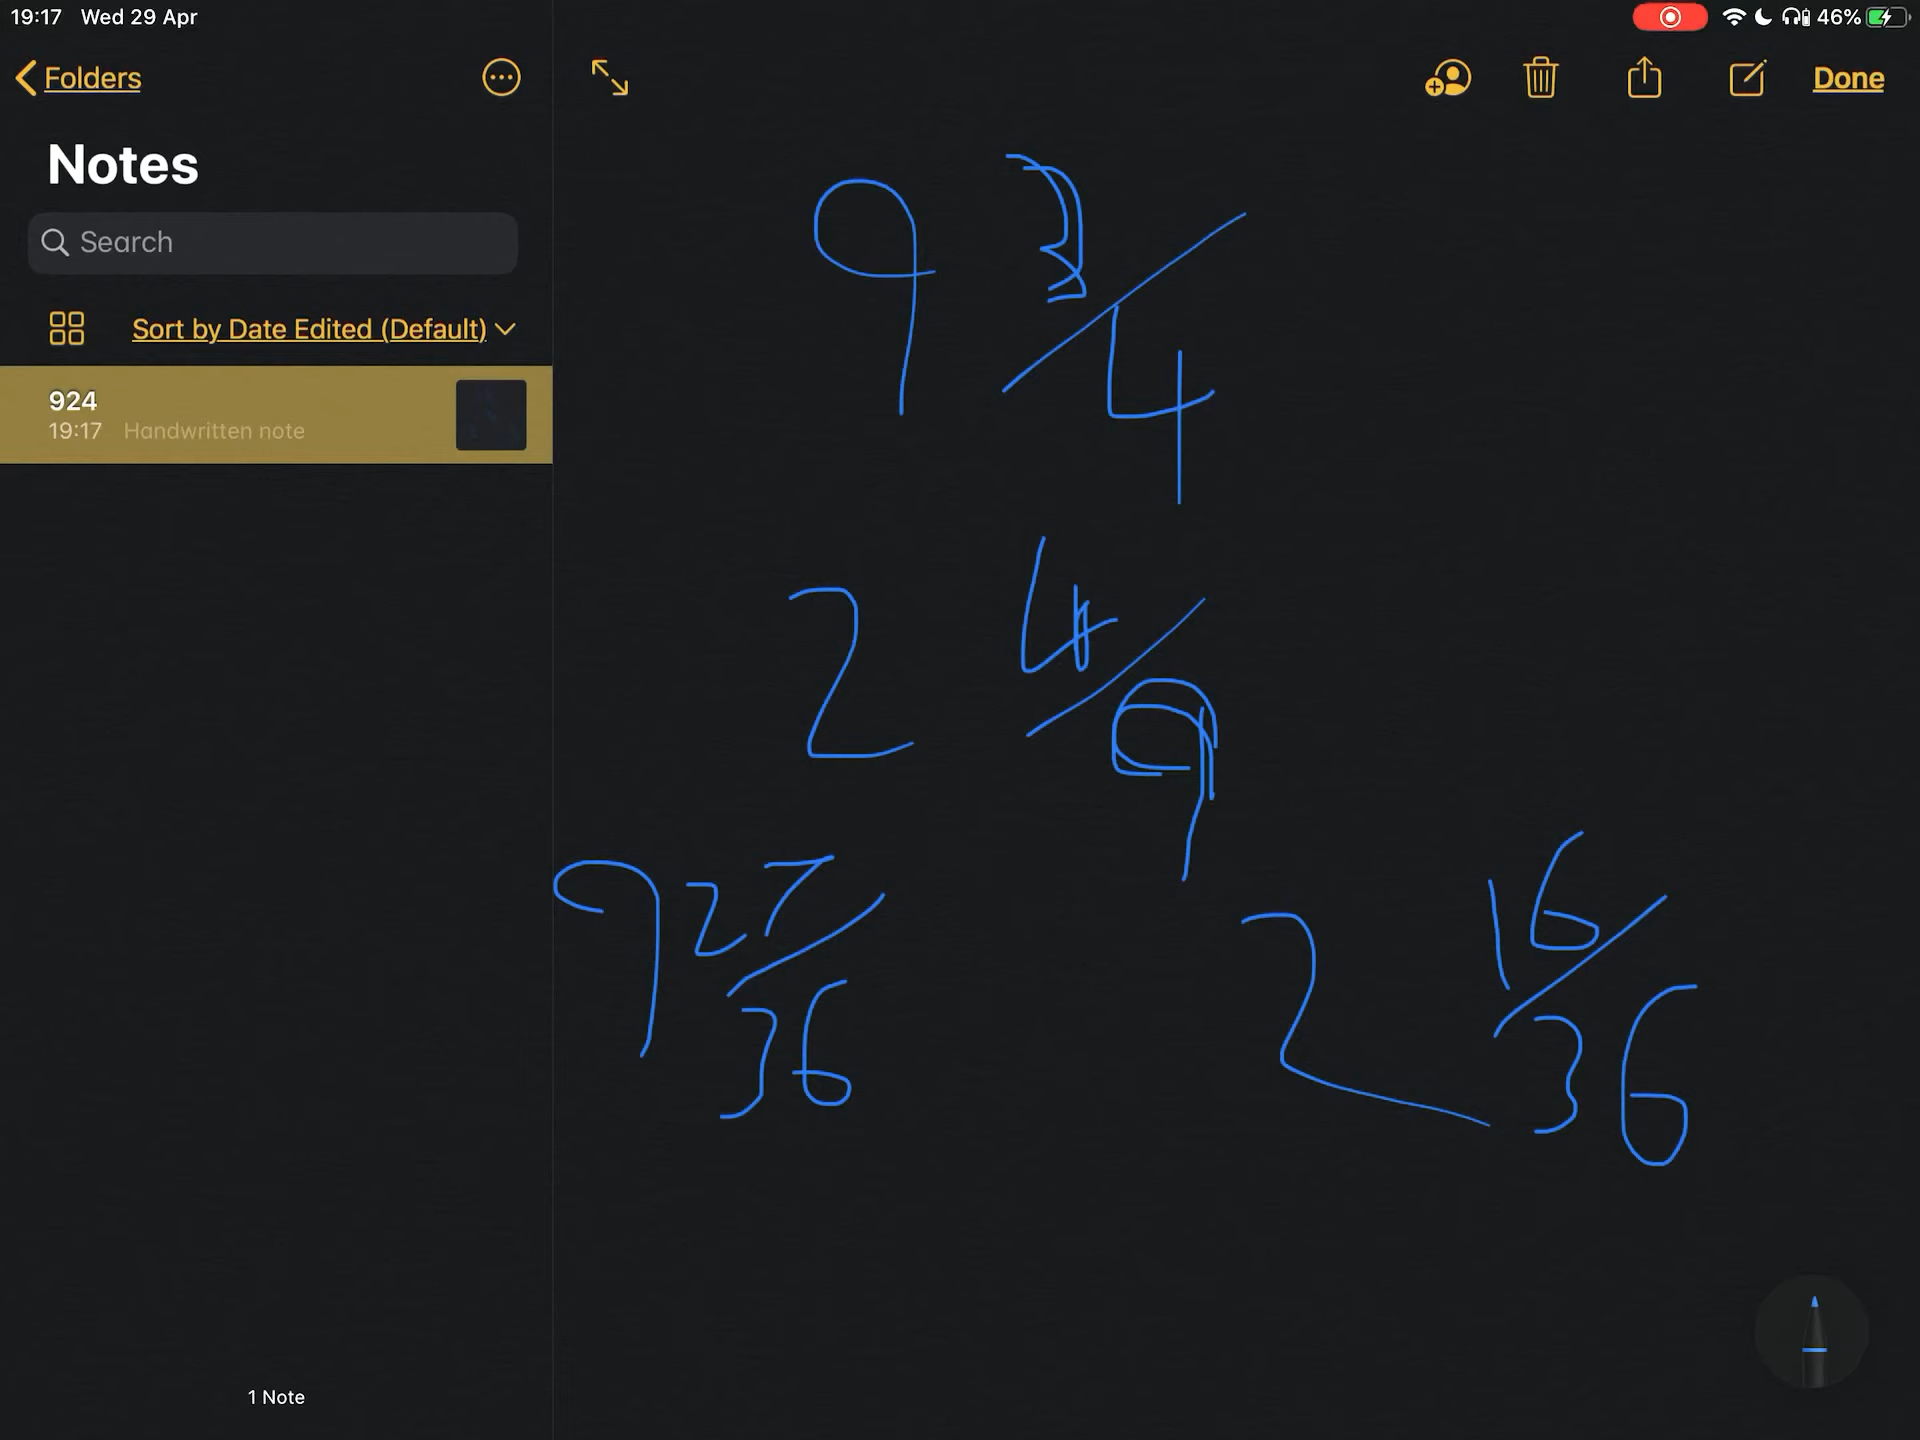 19:17 Wed 29 Apr 46%
Folders Done
Notes
Search
Sort by Date Edited (Default)
924
19:17 Handwritten note
1 Note
9 3/4
2 4/9
9 27/36 2 16/36